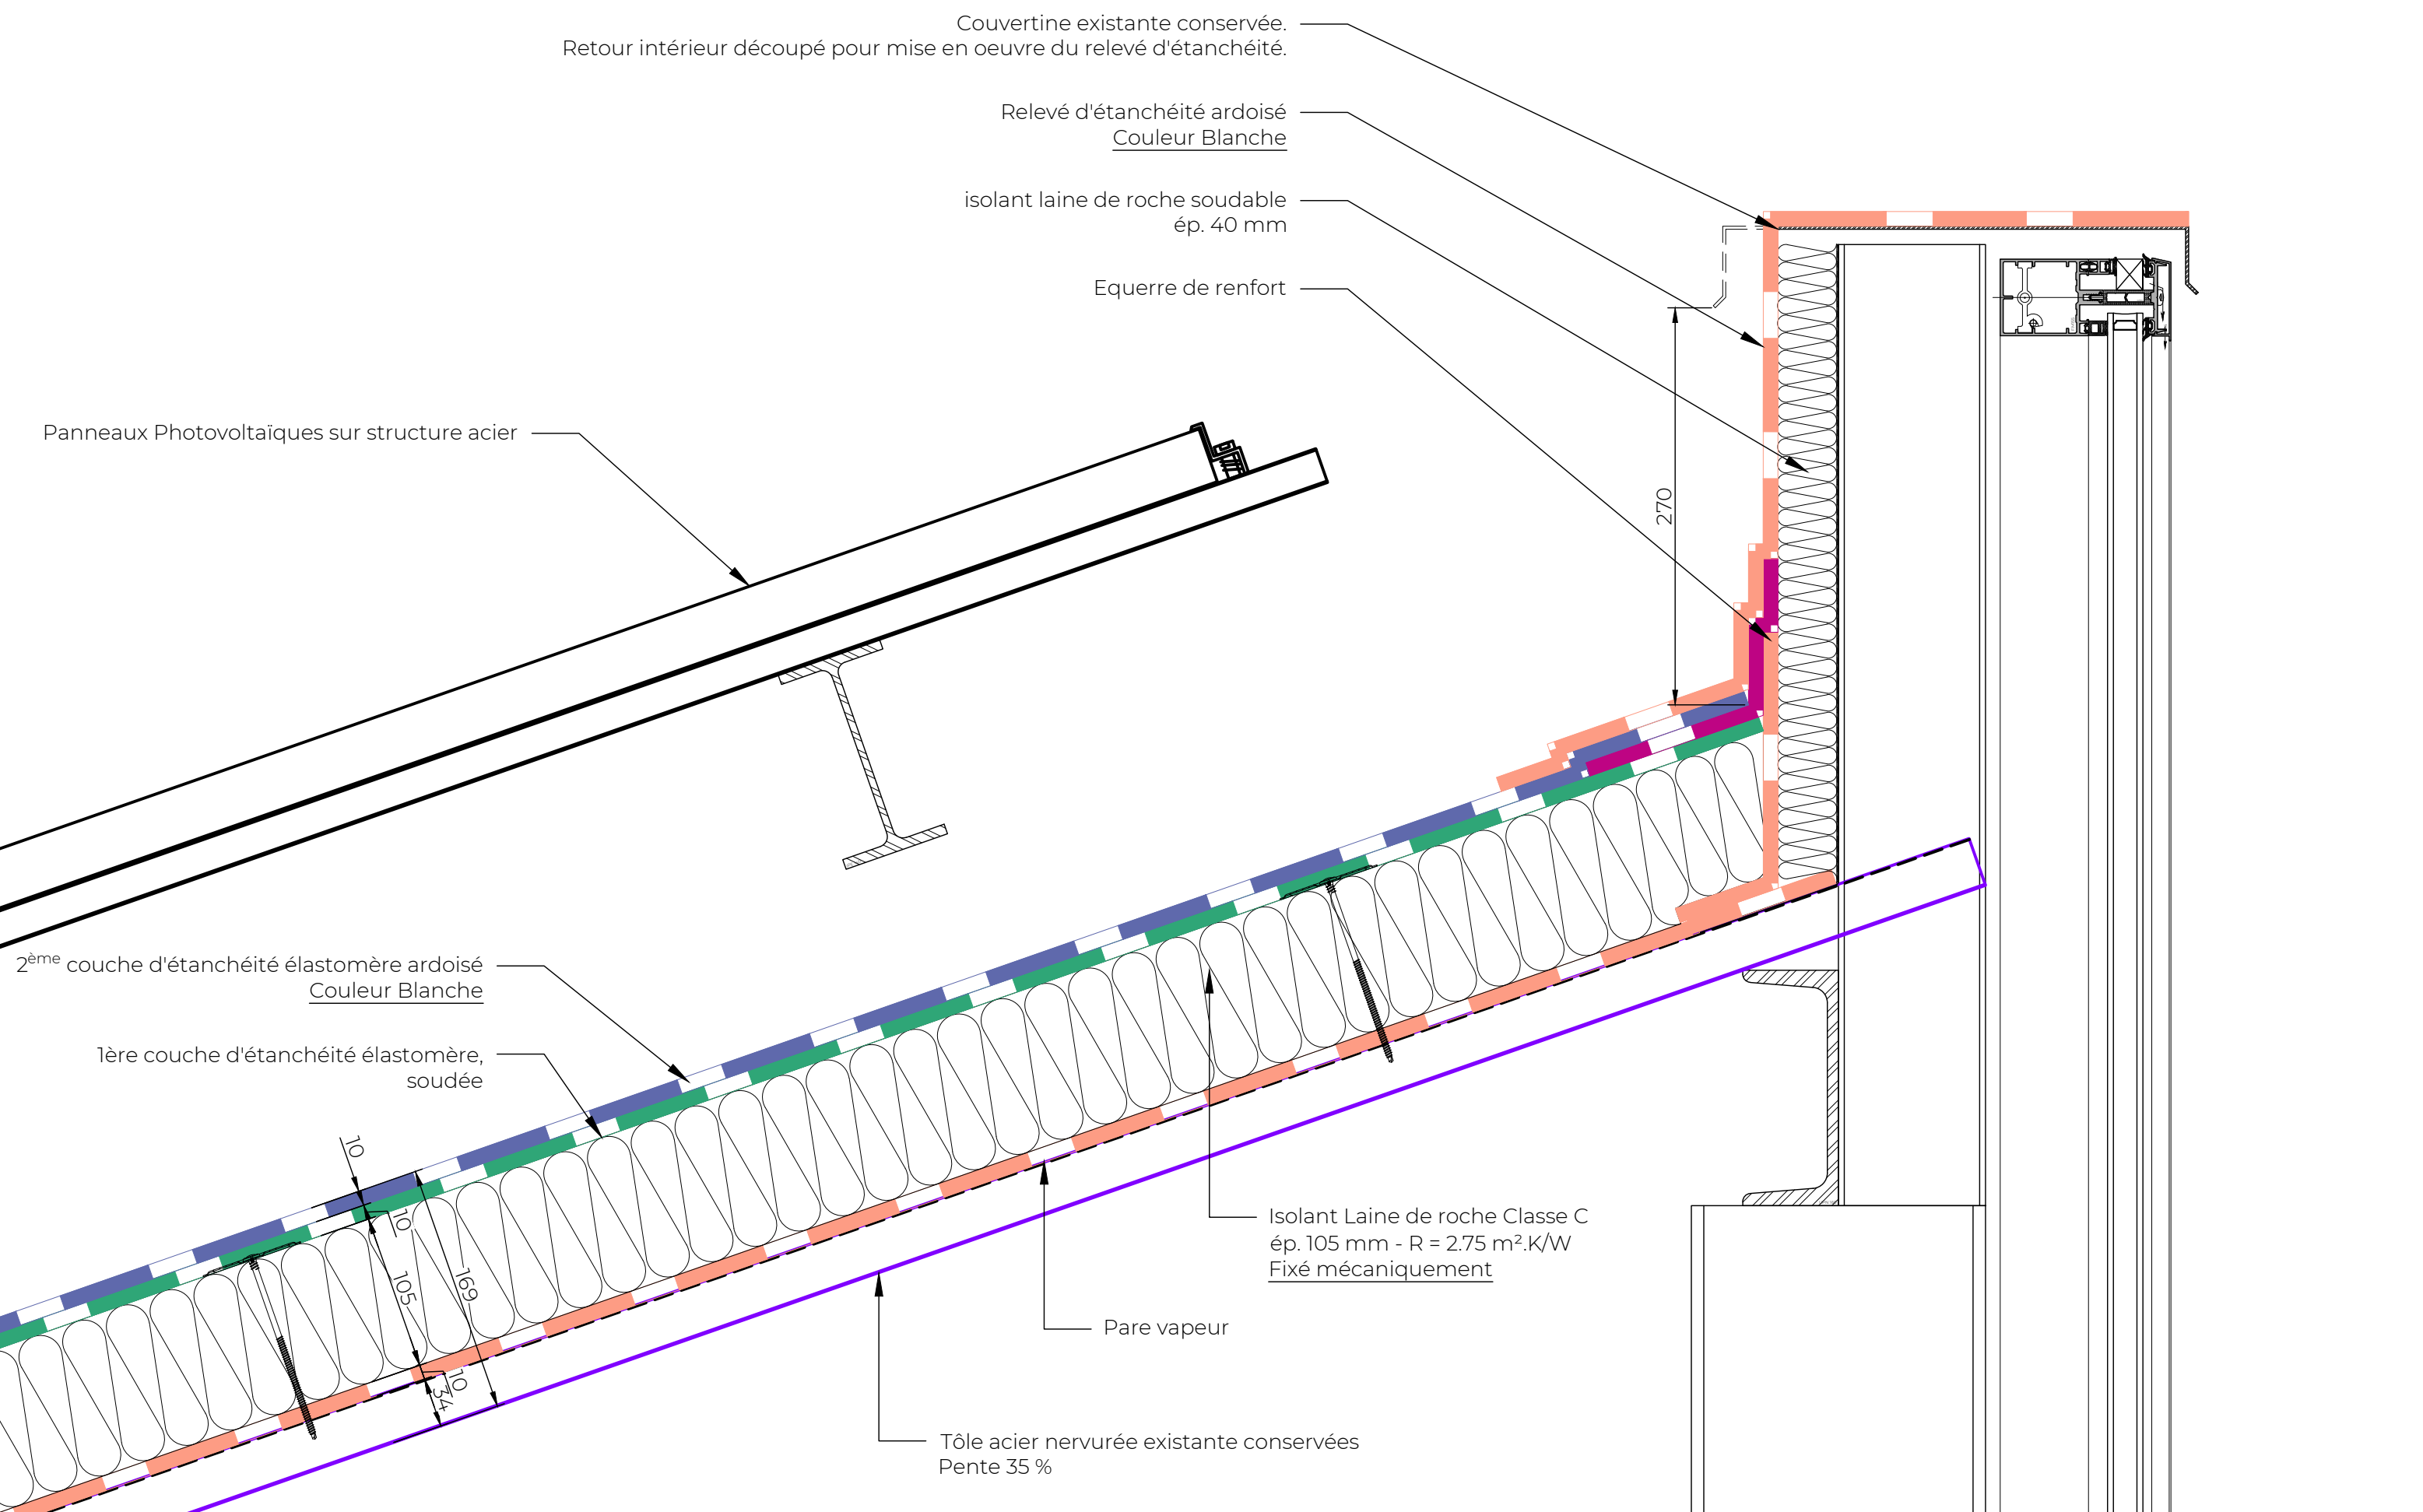 Couvertine existante conservée.
Retour intérieur découpé pour mise en oeuvre du relevé d'étanchéité.
Relevé d'étanchéité ardoisé
Couleur Blanche
isolant laine de roche soudable
ép. 40 mm
Equerre de renfort
Panneaux Photovoltaïques sur structure acier
270
2ème couche d'étanchéité élastomère ardoisé
Couleur Blanche
1ère couche d'étanchéité élastomère,
soudée
10
10
105
169
10
34
Isolant Laine de roche Classe C
ép. 105 mm - R = 2.75 m².K/W
Fixé mécaniquement
Pare vapeur
Tôle acier nervurée existante conservées
Pente 35 %